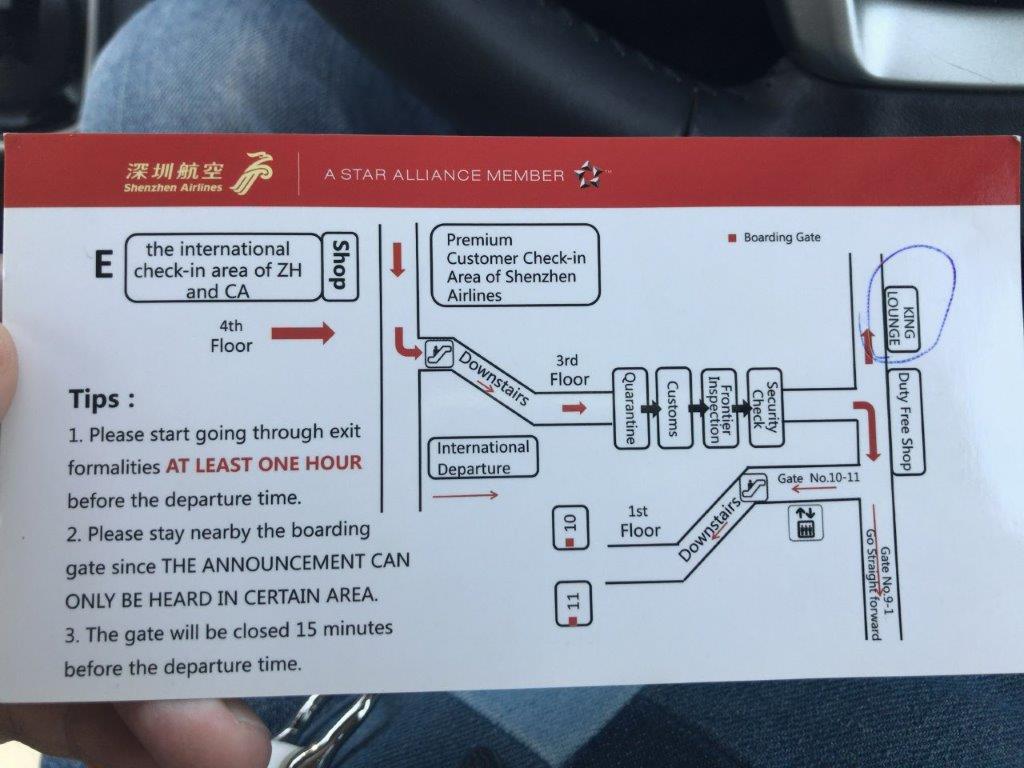 深圳航空
Shenzhen Airlines
A STAR ALLIANCE MEMBER
E
the international
check-in area of ZH
and CA
Shop
Premium
Customer Check-in
Area of Shenzhen
Airlines
Boarding Gate
4th
Floor
Downstairs
3rd
Floor
Quarantine
Customs
Frontier
Inspection
Security
Check
KING
LOUNGE
Duty Free Shop
International
Departure
Gate No.10-11
Downstairs
1st
Floor
10
11
Gate No.9-1
Go Straight forward
Tips :
1. Please start going through exit
formalities AT LEAST ONE HOUR
before the departure time.
2. Please stay nearby the boarding
gate since THE ANNOUNCEMENT CAN
ONLY BE HEARD IN CERTAIN AREA.
3. The gate will be closed 15 minutes
before the departure time.